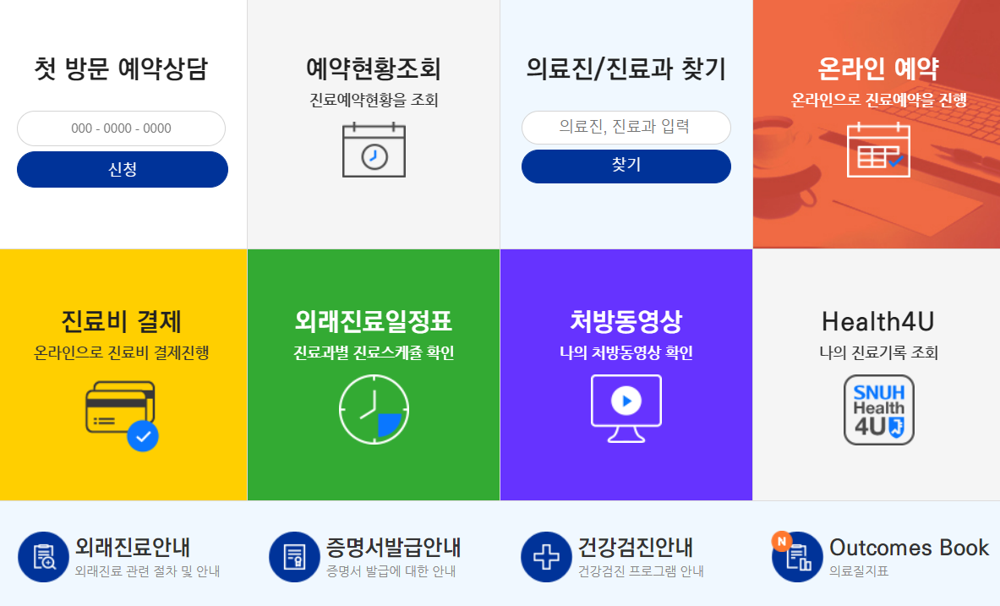 첫 방문 예약상담
000 - 0000 - 0000
신청
예약현황조회
진료예약현황을 조회
의료진/진료과 찾기
의료진, 진료과 입력
찾기
온라인 예약
온라인으로 진료예약을 진행
진료비 결제
온라인으로 진료비 결제진행
외래진료일정표
진료과별 진료스케쥴 확인
처방동영상
나의 처방동영상 확인
Health4U
나의 진료기록 조회
SNUH
Health
4U
외래진료안내
외래진료 관련 절차 및 안내
증명서발급안내
증명서 발급에 대한 안내
건강검진안내
건강검진 프로그램 안내
N
Outcomes Book
의료질지표